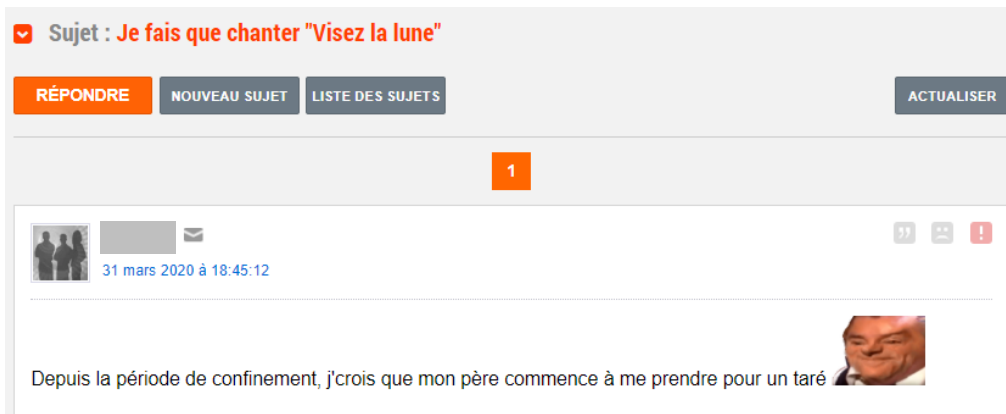 Sujet : Je fais que chanter "Visez la lune"
RÉPONDRE NOUVEAU SUJET LISTE DES SUJETS ACTUALISER
1
31 mars 2020 à 18:45:12
Depuis la période de confinement, j'crois que mon père commence à me prendre pour un taré